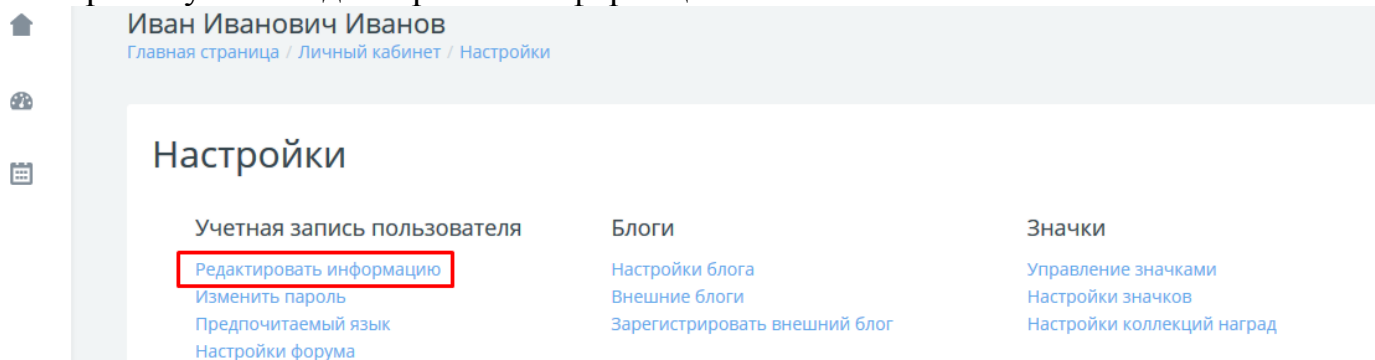 Иван Иванович Иванов
Главная страница / Личный кабинет / Настройки
Настройки
Учетная запись пользователя
Редактировать информацию
Изменить пароль
Предпочитаемый язык
Настройки форума
Блоги
Настройки блога
Внешние блоги
Зарегистрировать внешний блог
Значки
Управление значками
Настройки значков
Настройки коллекций наград